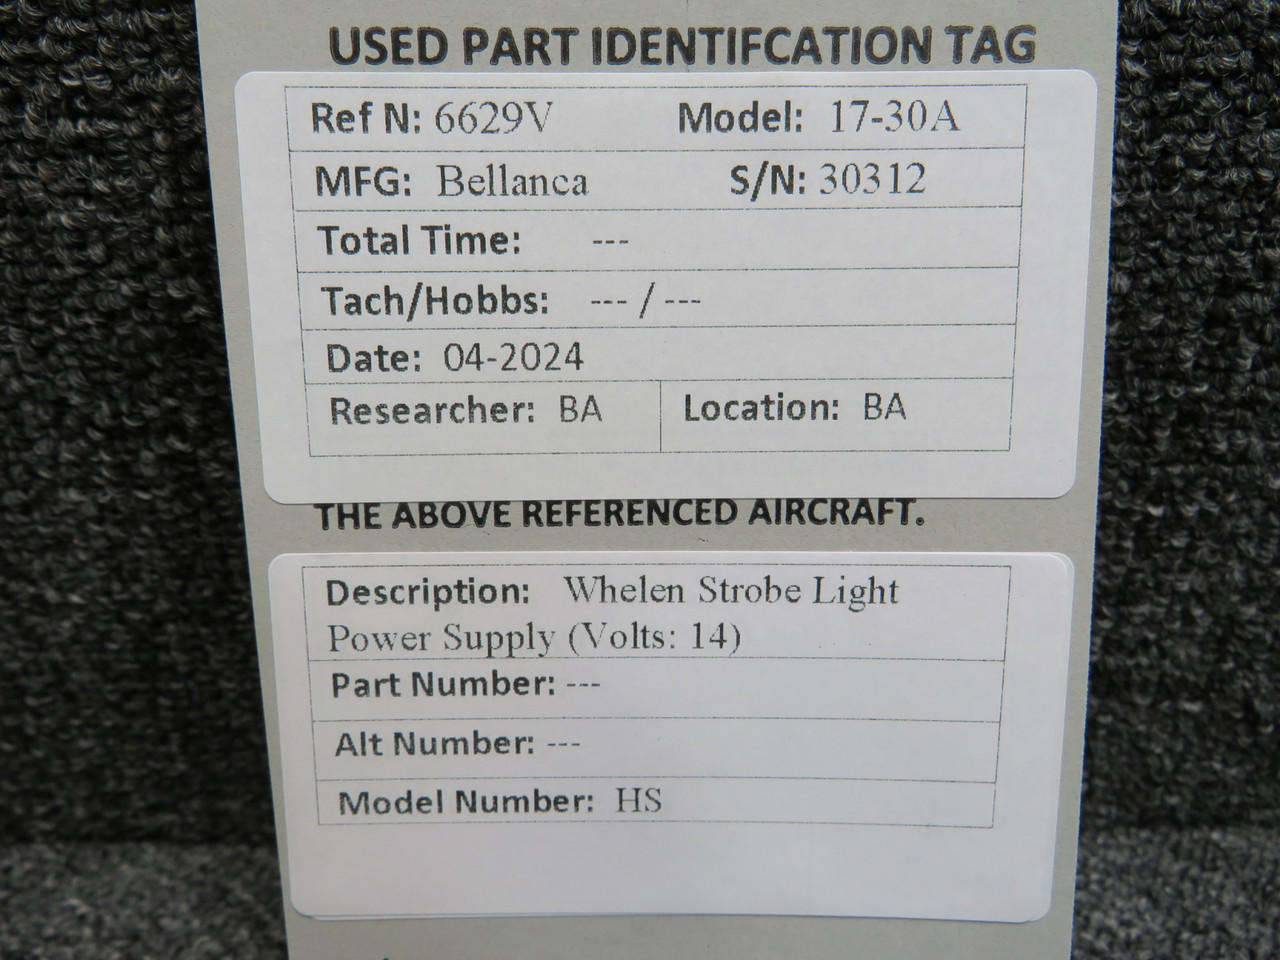 USED PART IDENTIFCATION TAG
Ref N: 6629V Model: 17-30A
MFG: Bellanca S/N: 30312
Total Time: ---
Tach/Hobbs: --- / ---
Date: 04-2024
Researcher: BA Location: BA
THE ABOVE REFERENCED AIRCRAFT.
Description: Whelen Strobe Light
Power Supply (Volts: 14)
Part Number: ---
Alt Number: ---
Model Number: HS